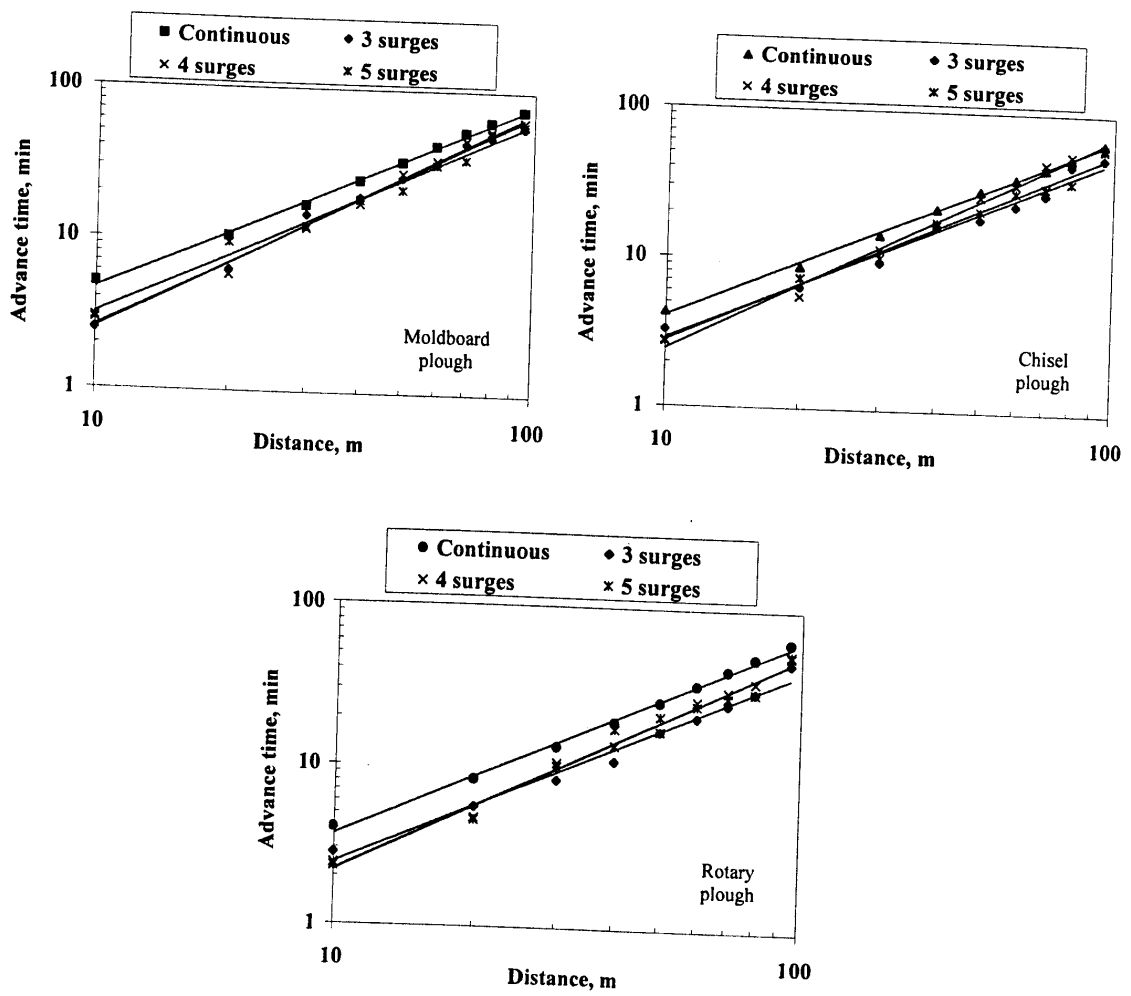 Continuous 3 surges
4 surges 5 surges
100
10
1
Advance time, min
Moldboard
plough
10 100
Distance, m
Continuous 3 surges
4 surges 5 surges
100
10
1
Advance time, min
Chisel
plough
10 100
Distance, m
Continuous 3 surges
4 surges 5 surges
100
10
1
Advance time, min
Rotary
plough
10 100
Distance, m